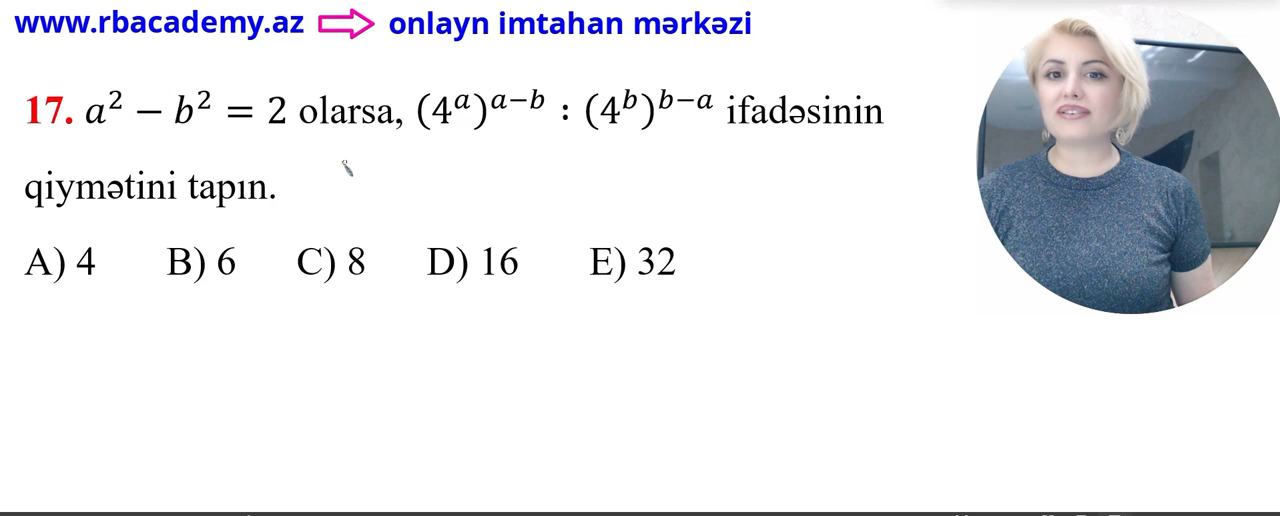 www.rbacademy.az ⇨ onlayn imtahan mərkəzi
17. a² − b² = 2 olarsa, (4ᵃ)ᵃ⁻ᵇ : (4ᵇ)ᵇ⁻ᵃ ifadəsinin
qiymətini tapın.
A) 4 B) 6 C) 8 D) 16 E) 32